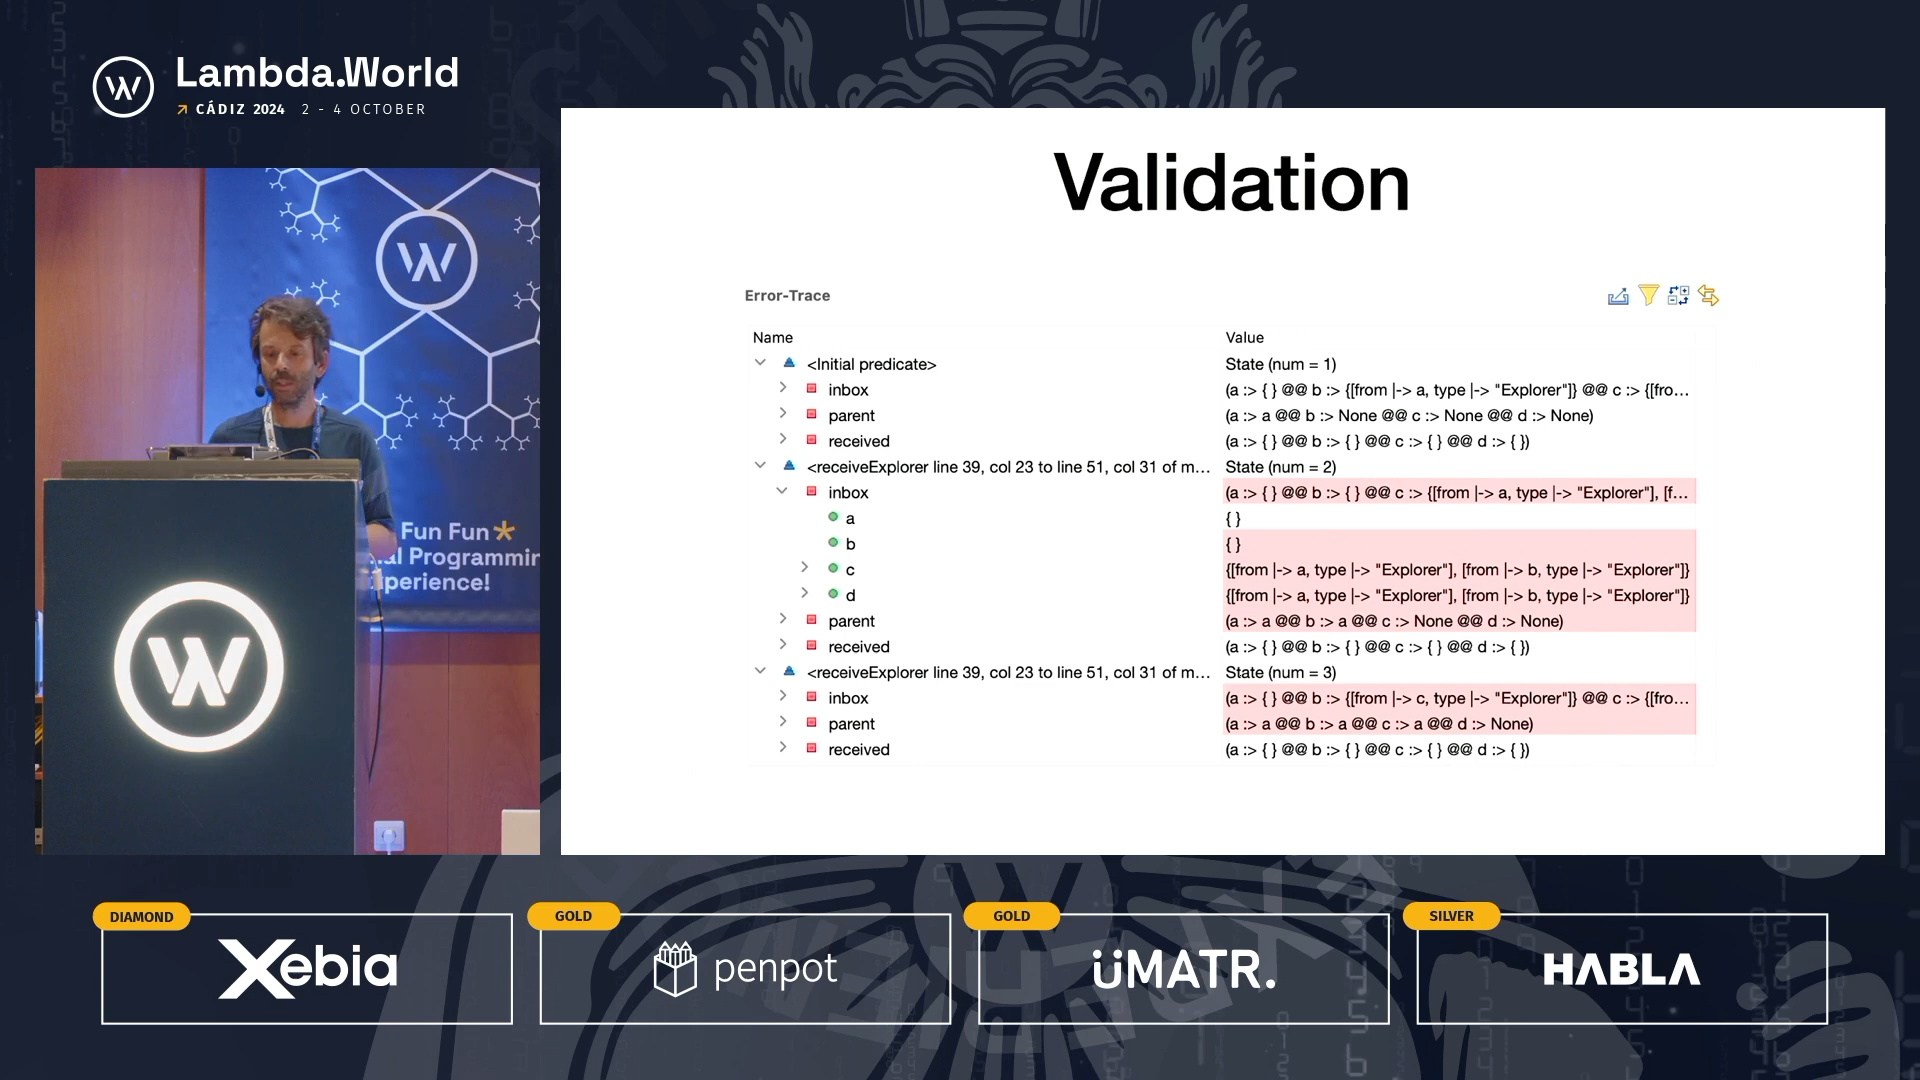 Lambda.World
CÁDIZ 2024 2 - 4 OCTOBER
Validation
Error-Trace
Name Value
<Initial predicate> State (num = 1)
inbox (a :> { } @@ b :> {[from |-> a, type |-> "Explorer"]} @@ c :> {[fro...
parent (a :> a @@ b :> None @@ c :> None @@ d :> None)
received (a :> { } @@ b :> { } @@ c :> { } @@ d :> { })
<receiveExplorer line 39, col 23 to line 51, col 31 of m... State (num = 2)
inbox (a :> { } @@ b :> { } @@ c :> {[from |-> a, type |-> "Explorer"], [f...
a { }
b { }
c {[from |-> a, type |-> "Explorer"], [from |-> b, type |-> "Explorer"]}
d {[from |-> a, type |-> "Explorer"], [from |-> b, type |-> "Explorer"]}
parent (a :> a @@ b :> a @@ c :> None @@ d :> None)
received (a :> { } @@ b :> { } @@ c :> { } @@ d :> { })
<receiveExplorer line 39, col 23 to line 51, col 31 of m... State (num = 3)
inbox (a :> { } @@ b :> {[from |-> c, type |-> "Explorer"]} @@ c :> {[fro...
parent (a :> a @@ b :> a @@ c :> a @@ d :> None)
received (a :> { } @@ b :> { } @@ c :> { } @@ d :> { })
Fun Fun
al Programmin
xperience!
DIAMOND
Xebia
GOLD
penpot
GOLD
üMATR.
SILVER
HABLA